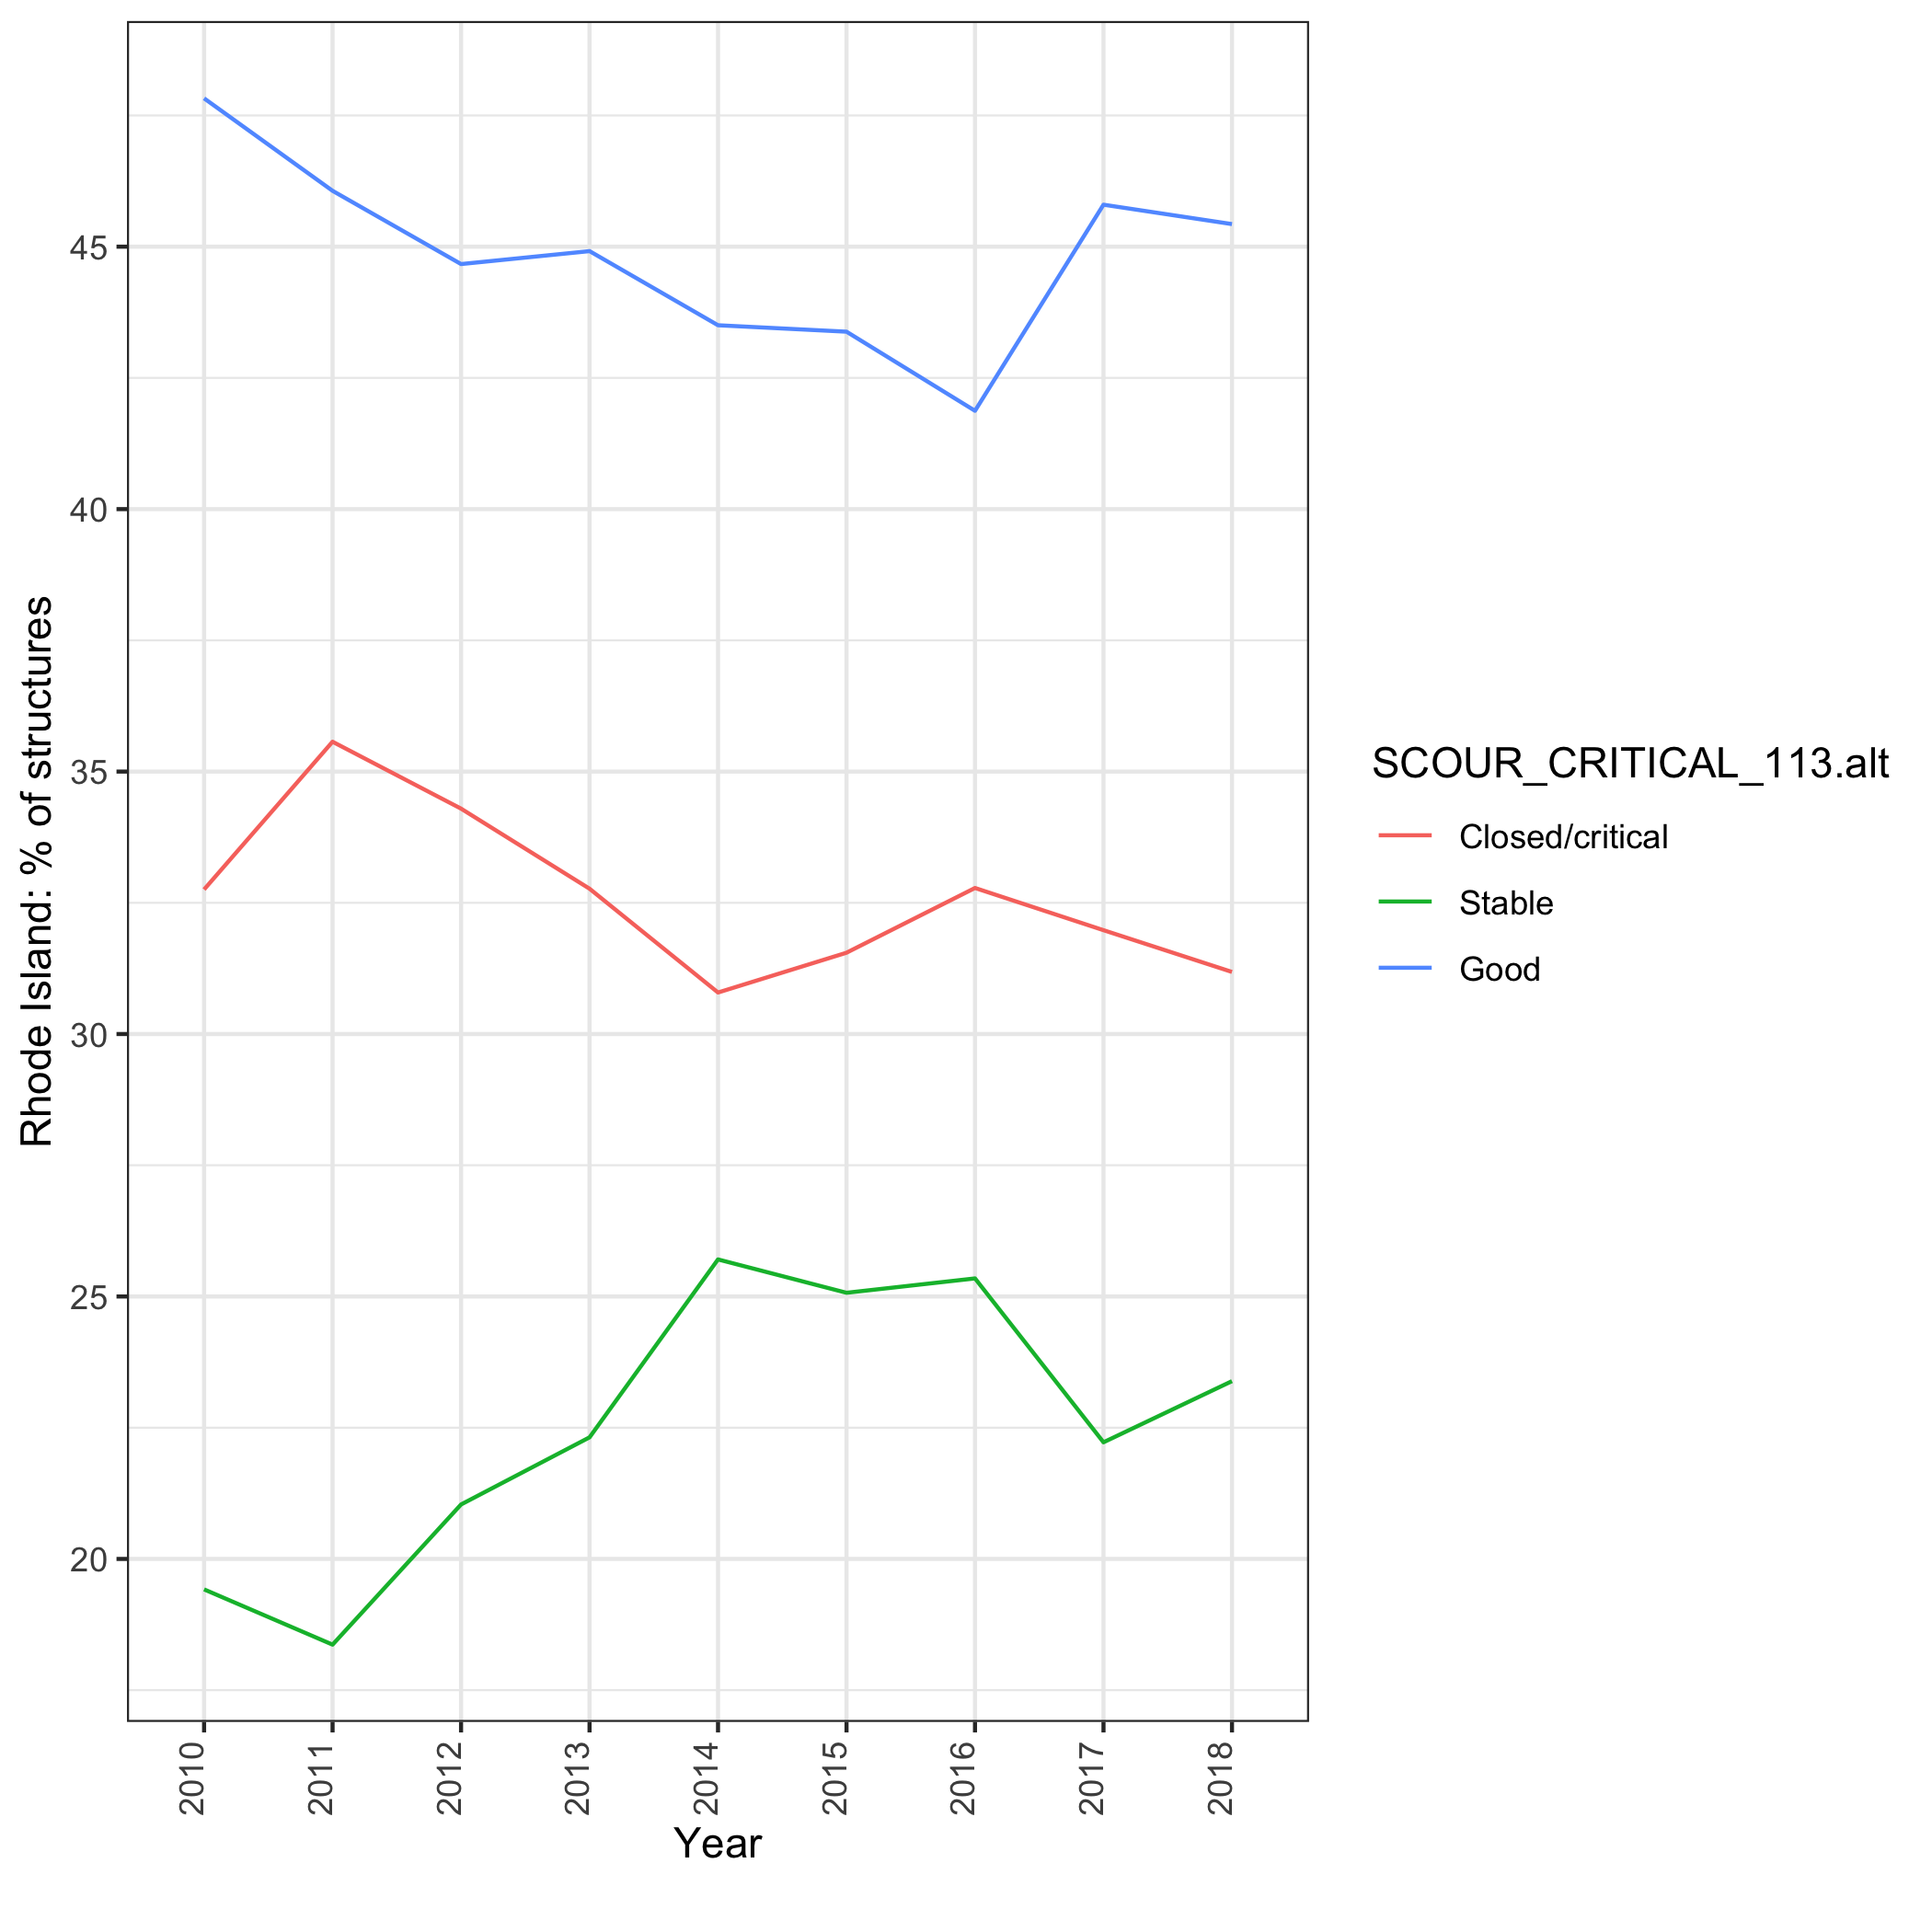 45
40
35
30
25
20
Rhode Island: % of structures
2010
2011
2012
2013
2014
2015
2016
2017
2018
Year
SCOUR_CRITICAL_113.alt
Closed/critical
Stable
Good